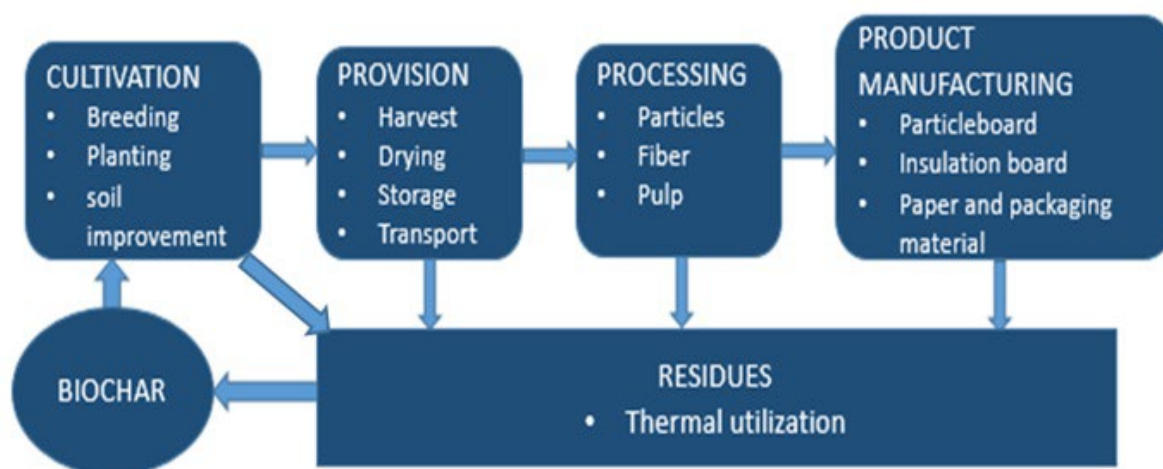 CULTIVATION
• Breeding
• Planting
• soil
improvement
PROVISION
• Harvest
• Drying
• Storage
• Transport
PROCESSING
• Particles
• Fiber
• Pulp
PRODUCT
MANUFACTURING
• Particleboard
• Insulation board
• Paper and packaging
material
BIOCHAR
RESIDUES
• Thermal utilization